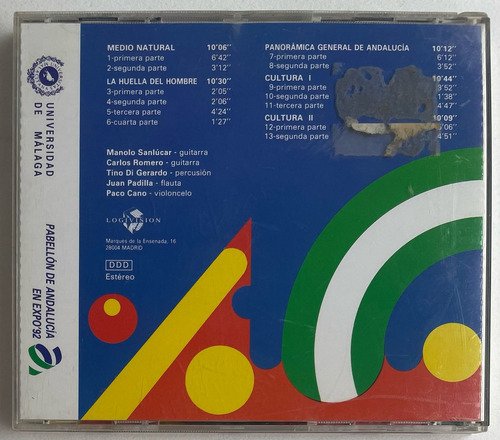 UNIVERSIDAD
DE MÁLAGA
PABELLÓN DE ANDALUCÍA
EN EXPO'92
MEDIO NATURAL 10'06''
1-primera parte 6'42''
2-segunda parte 3'12''
LA HUELLA DEL HOMBRE 10'30''
3-primera parte 2'05''
4-segunda parte 2'06''
5-tercera parte 4'24''
6-cuarta parte 1'27''
PANORÁMICA GENERAL DE ANDALUCÍA 10'12''
7-primera parte 6'12''
8-segunda parte 3'52''
CULTURA I 10'44''
9-primera parte 3'52''
10-segunda parte 1'38''
11-tercera parte 4'47''
CULTURA II 10'09''
12-primera parte
13-segunda parte 4'51''
Manolo Sanlúcar - guitarra
Carlos Romero - guitarra
Tino Di Gerardo - percusión
Juan Padilla - flauta
Paco Cano - violoncelo
LOGIVISION
Marqués de la Ensenada, 16
28004 MADRID
DDD
Estéreo